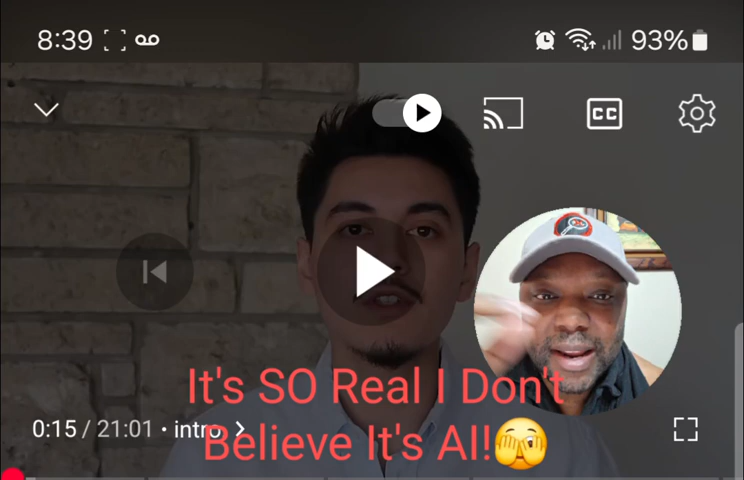 8:39 93%
CC
It's SO Real I Don't
0:15 / 21:01 • intro
Believe It's AI!🫣